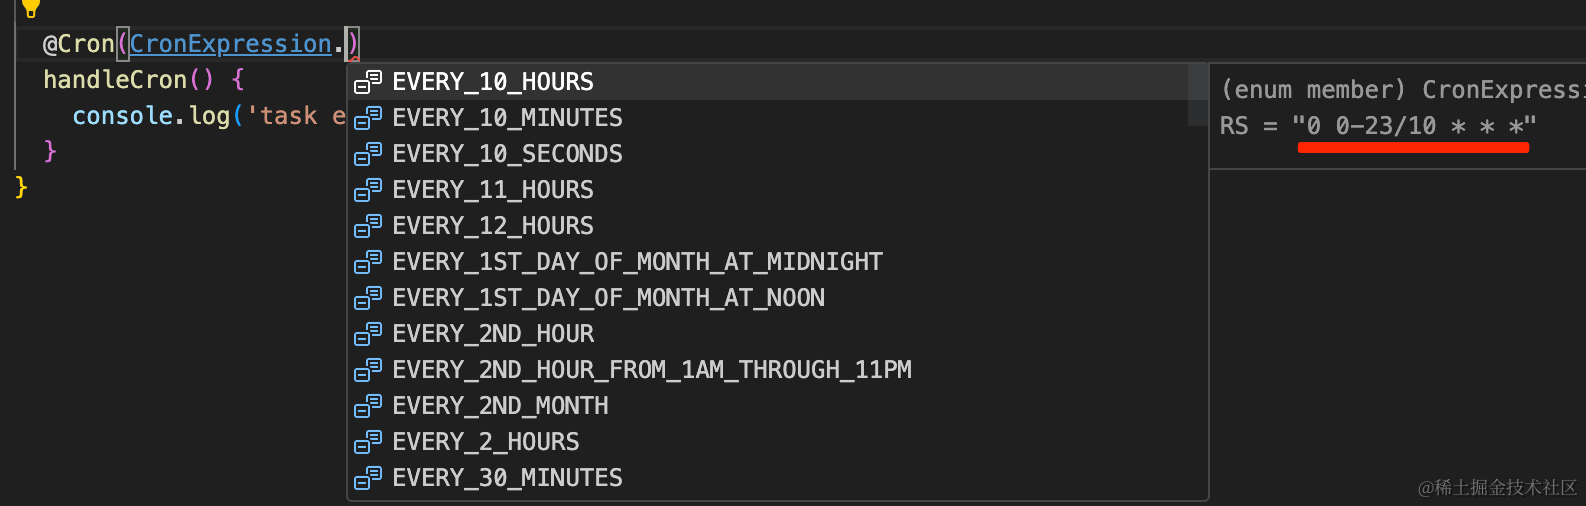 @Cron(CronExpression.)
handleCron() {
console.log('task e
}
}
EVERY_10_HOURS
EVERY_10_MINUTES
EVERY_10_SECONDS
EVERY_11_HOURS
EVERY_12_HOURS
EVERY_1ST_DAY_OF_MONTH_AT_MIDNIGHT
EVERY_1ST_DAY_OF_MONTH_AT_NOON
EVERY_2ND_HOUR
EVERY_2ND_HOUR_FROM_1AM_THROUGH_11PM
EVERY_2ND_MONTH
EVERY_2_HOURS
EVERY_30_MINUTES
(enum member) CronExpressi
RS = "0 0-23/10 * * *"
@稀土掘金技术社区